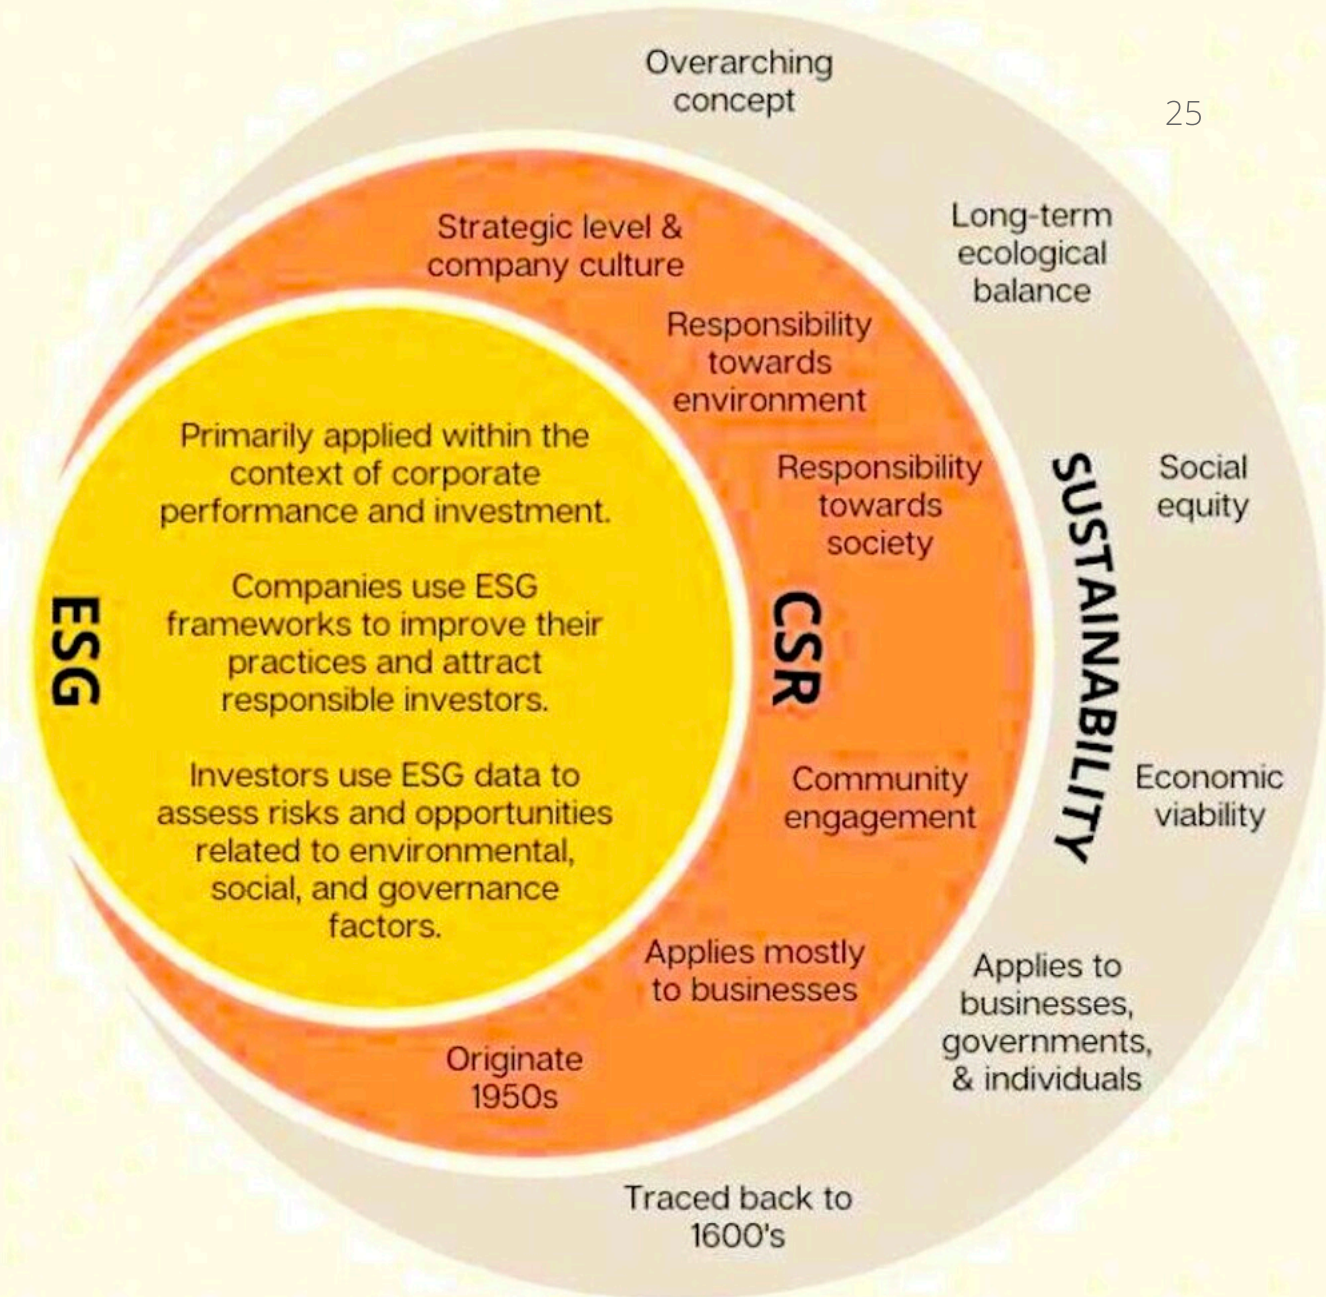 Overarching
concept
25
Long-term
ecological
balance
Social
equity
SUSTAINABILITY
Economic
viability
Applies to
businesses,
governments,
& individuals
Traced back to
1600's
Strategic level &
company culture
Responsibility
towards
environment
Responsibility
towards
society
CSR
Community
engagement
Applies mostly
to businesses
Originate
1950s
ESG
Primarily applied within the
context of corporate
performance and investment.
Companies use ESG
frameworks to improve their
practices and attract
responsible investors.
Investors use ESG data to
assess risks and opportunities
related to environmental,
social, and governance
factors.